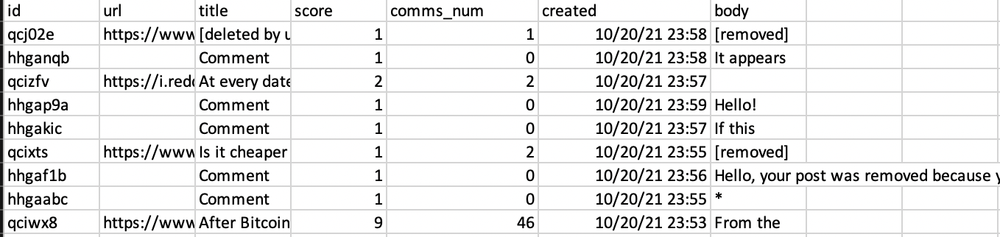 id url title score comms_num created body
qcj02e https://www [deleted by u 1 1 10/20/21 23:58 [removed]
hhganqb Comment 1 0 10/20/21 23:58 It appears
qcizfv https://i.redd At every date 2 2 10/20/21 23:57
hhgap9a Comment 1 0 10/20/21 23:59 Hello!
hhgakic Comment 1 0 10/20/21 23:57 If this
qcixts https://www Is it cheaper 1 2 10/20/21 23:55 [removed]
hhgaf1b Comment 1 0 10/20/21 23:56 Hello, your post was removed because y
hhgaabc Comment 1 0 10/20/21 23:55 *
qciwx8 https://www After Bitcoin 9 46 10/20/21 23:53 From the